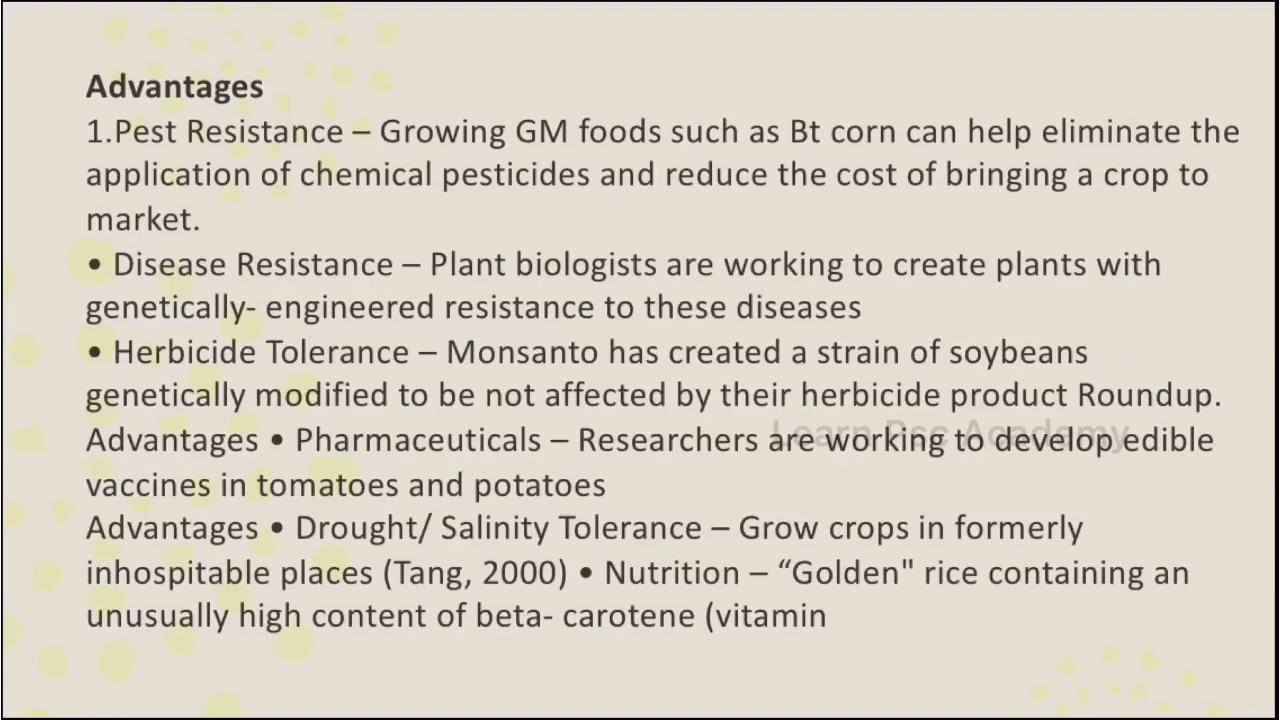 Advantages
1.Pest Resistance – Growing GM foods such as Bt corn can help eliminate the
application of chemical pesticides and reduce the cost of bringing a crop to
market.
• Disease Resistance – Plant biologists are working to create plants with
genetically- engineered resistance to these diseases
• Herbicide Tolerance – Monsanto has created a strain of soybeans
genetically modified to be not affected by their herbicide product Roundup.
Learn Bsc Academy
Advantages • Pharmaceuticals – Researchers are working to develop edible
vaccines in tomatoes and potatoes
Advantages • Drought/ Salinity Tolerance – Grow crops in formerly
inhospitable places (Tang, 2000) • Nutrition – “Golden" rice containing an
unusually high content of beta- carotene (vitamin